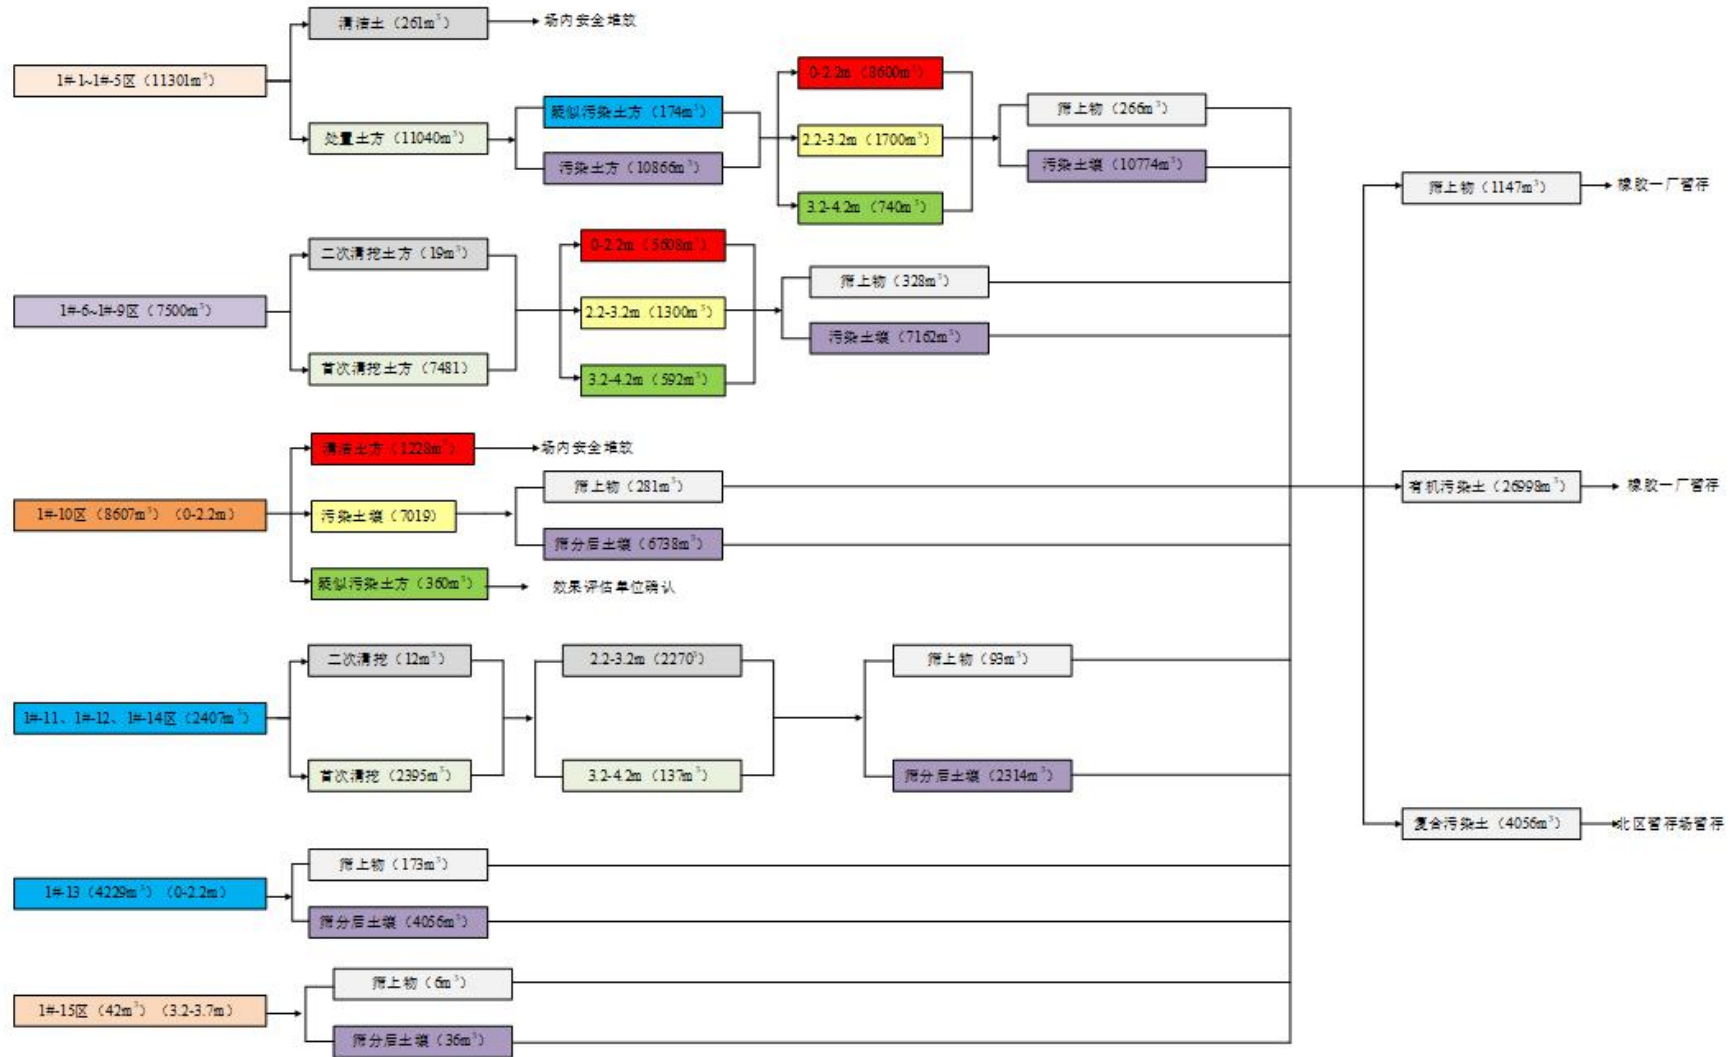 清洁土（261m³）
场内安全堆放
1#-1~1#-5区（11301m³）
处置土方（11040m³）
疑似污染土方（174m³）
污染土方（10866m³）
0-2.2m（8600m³）
2.2-3.2m（1700m³）
3.2-4.2m（740m³）
筛上物（266m³）
污染土壤（10774m³）
1#-6~1#-9区（7500m³）
二次清挖土方（19m³）
首次清挖土方（7481）
0-2.2m（5608m³）
2.2-3.2m（1300m³）
3.2-4.2m（592m³）
筛上物（328m³）
污染土壤（7162m³）
1#-10区（8607m³）（0-2.2m）
清洁土方（1228m³）
场内安全堆放
污染土壤（7019）
筛上物（281m³）
筛分后土壤（6738m³）
疑似污染土方（360m³）
效果评估单位确认
1#-11、1#-12、1#-14区（2407m³）
二次清挖（12m³）
首次清挖（2395m³）
2.2-3.2m（2270³）
3.2-4.2m（137m³）
筛上物（93m³）
筛分后土壤（2314m³）
1#-13（4229m³）（0-2.2m）
筛上物（173m³）
筛分后土壤（4056m³）
1#-15区（42m³）（3.2-3.7m）
筛上物（6m³）
筛分后土壤（36m³）
筛上物（1147m³）
橡胶一厂暂存
有机污染土（26998m³）
橡胶一厂暂存
复合污染土（4056m³）
北区暂存场暂存